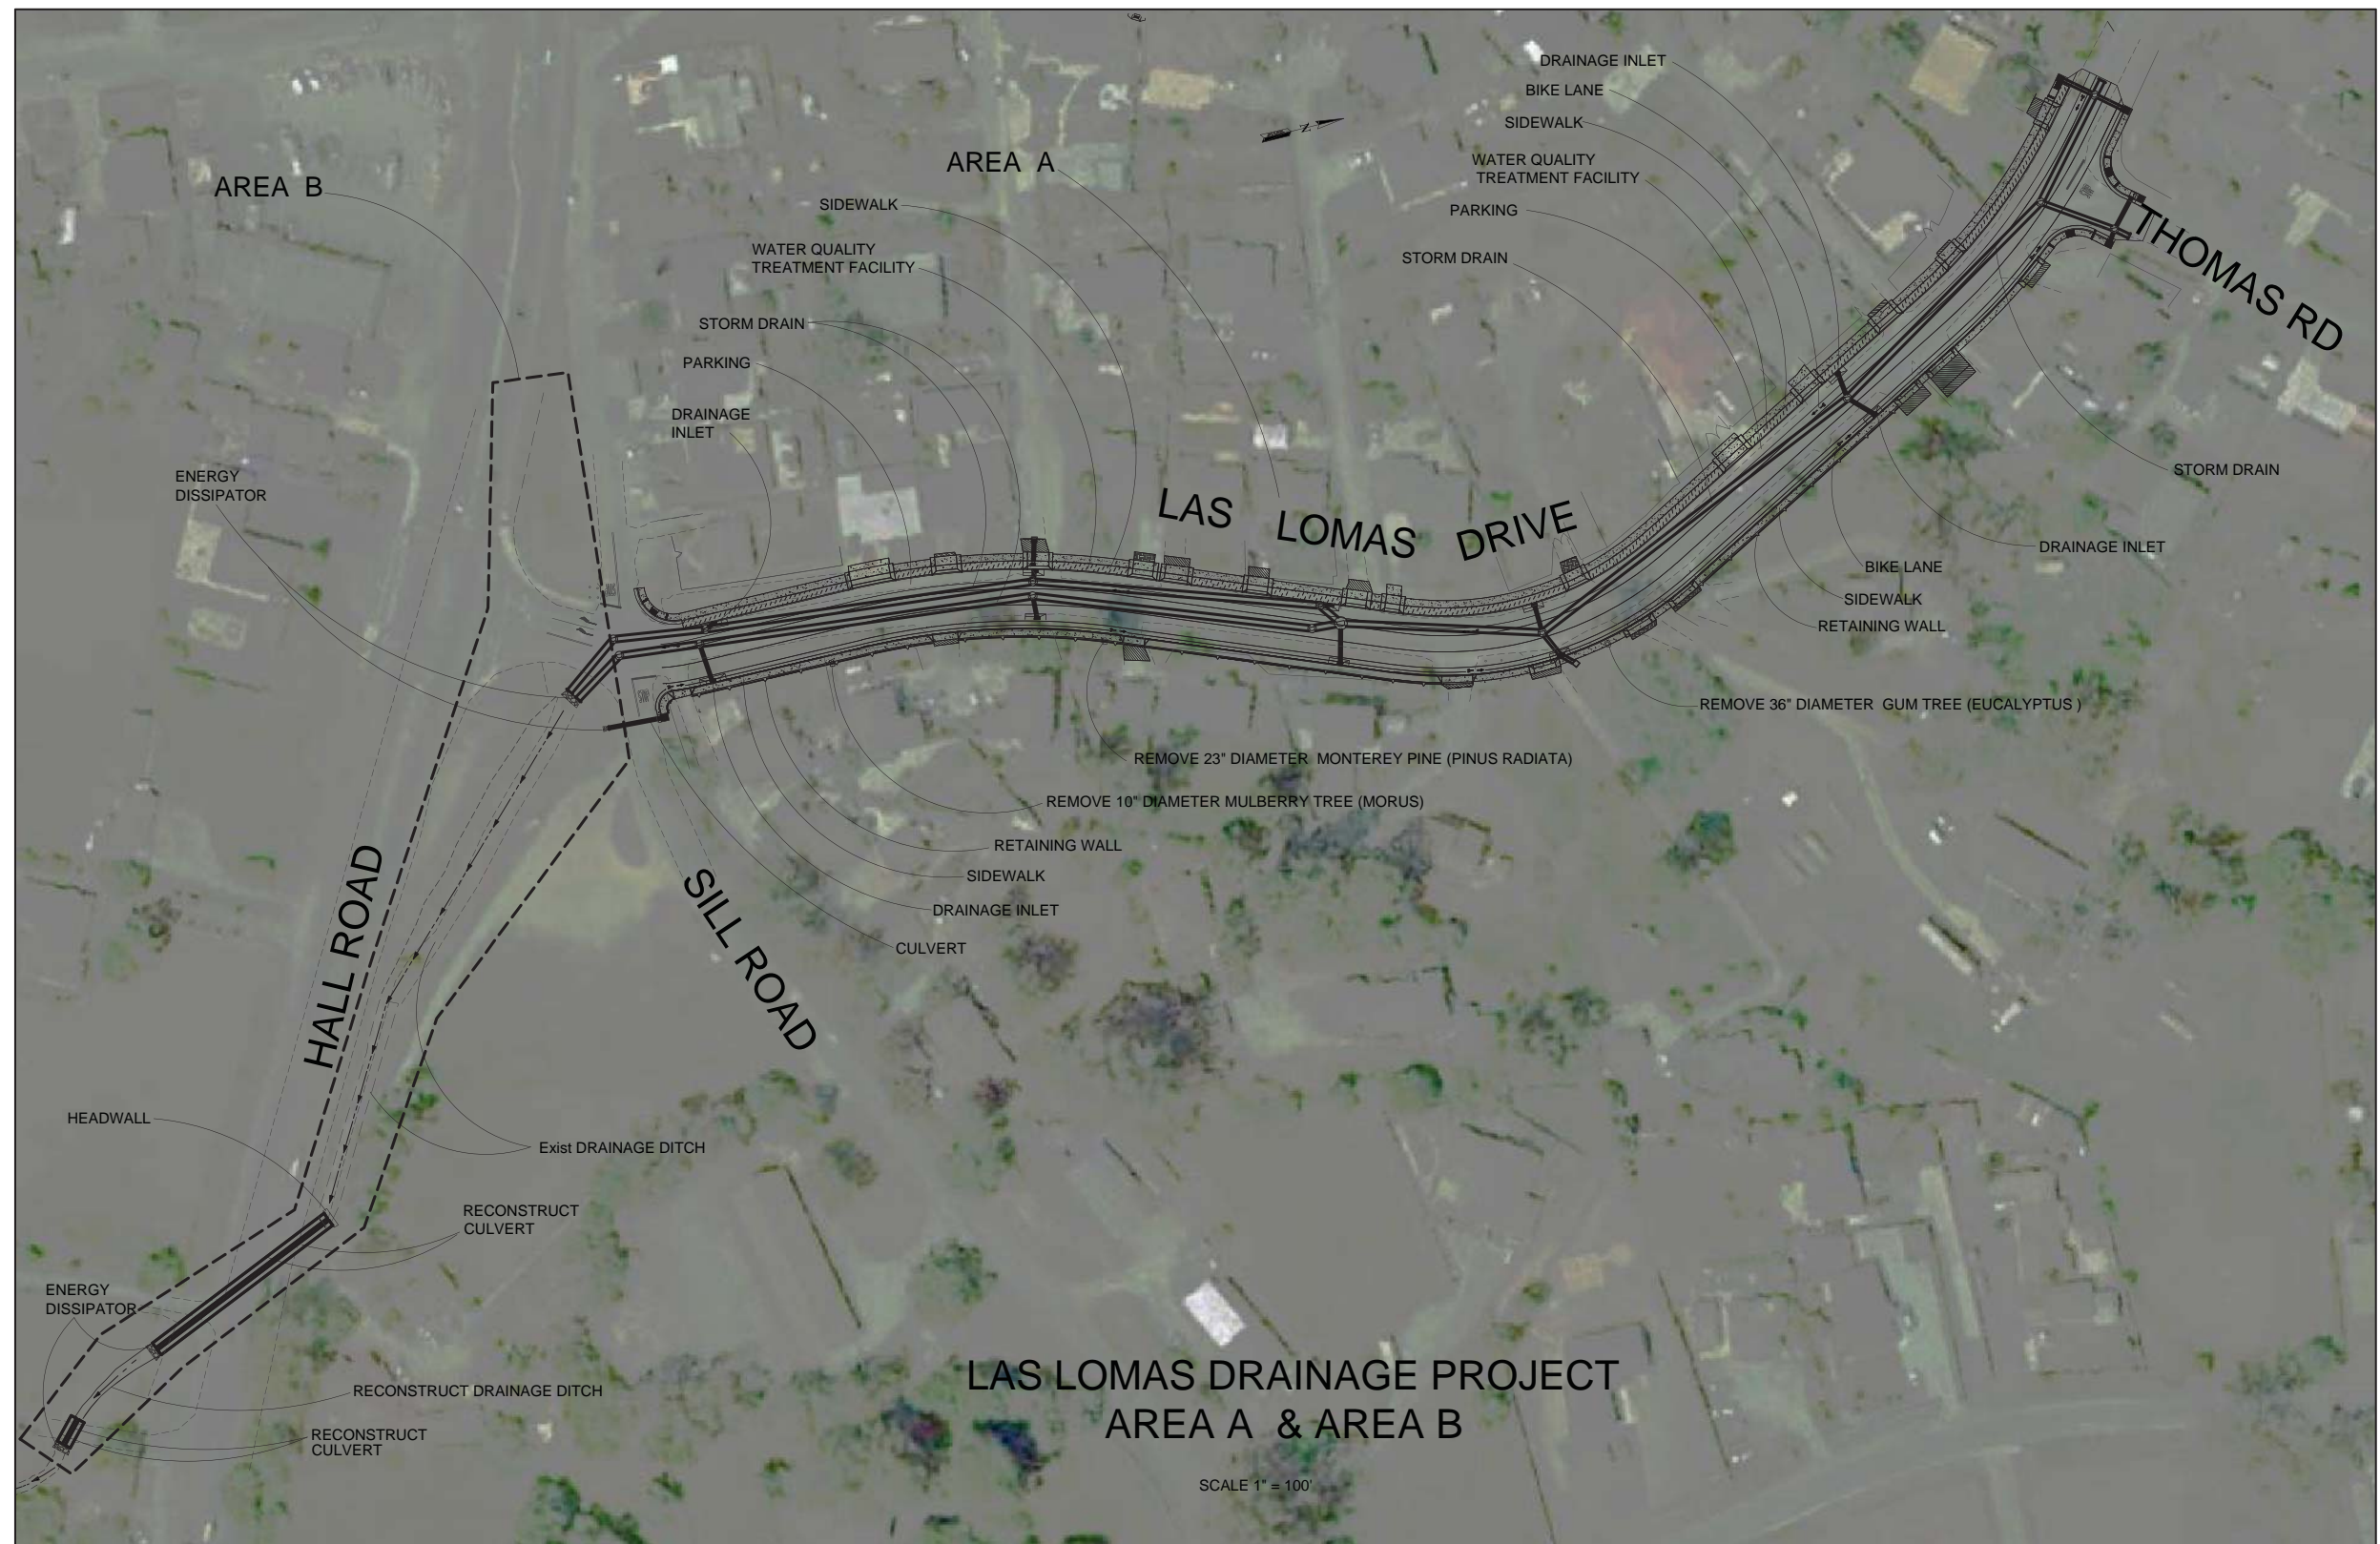 DRAINAGE INLET
BIKE LANE
SIDEWALK
WATER QUALITY
TREATMENT FACILITY
PARKING
STORM DRAIN
AREA A
AREA B
SIDEWALK
WATER QUALITY
TREATMENT FACILITY
STORM DRAIN
PARKING
DRAINAGE
INLET
N
THOMAS RD
ENERGY
DISSIPATOR
LAS LOMAS DRIVE
STORM DRAIN
DRAINAGE INLET
BIKE LANE
SIDEWALK
RETAINING WALL
REMOVE 36" DIAMETER GUM TREE (EUCALYPTUS )
REMOVE 23" DIAMETER MONTEREY PINE (PINUS RADIATA)
REMOVE 10" DIAMETER MULBERRY TREE (MORUS)
RETAINING WALL
SIDEWALK
DRAINAGE INLET
CULVERT
HALL ROAD
SILL ROAD
HEADWALL
Exist DRAINAGE DITCH
RECONSTRUCT
CULVERT
ENERGY
DISSIPATOR
RECONSTRUCT DRAINAGE DITCH
RECONSTRUCT
CULVERT
LAS LOMAS DRAINAGE PROJECT
AREA A & AREA B
SCALE 1" = 100'